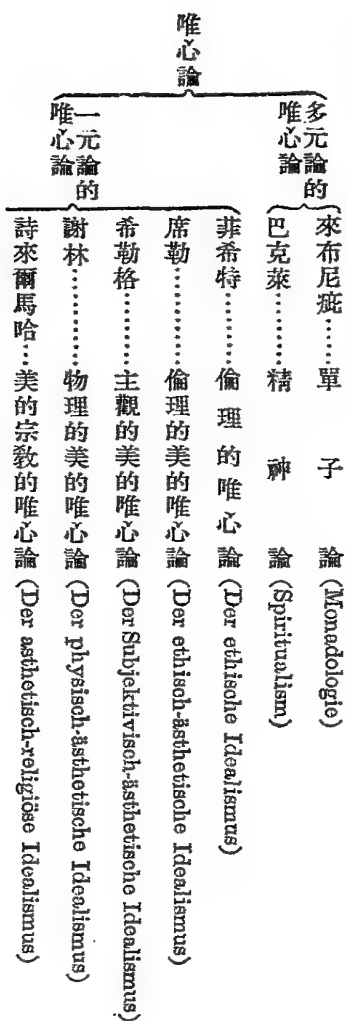 唯心論
多元論的
唯心論
來布尼疵……單子論 (Monadologie)
巴克萊………精神論 (Spiritualism)
一元論的
唯心論
菲希特………倫理的唯心論 (Der ethische Idealismus)
席勒…………倫理的美的唯心論 (Der ethisch-ästhetische Idealismus)
希勒格………主觀的美的唯心論 (Der Subjektivisch-ästhetische Idealismus)
謝林…………物理的美的唯心論 (Der physisch-ästhetische Idealismus)
詩來爾馬哈…美的宗教的唯心論 (Der asthetisch-religiöse Idealismus)